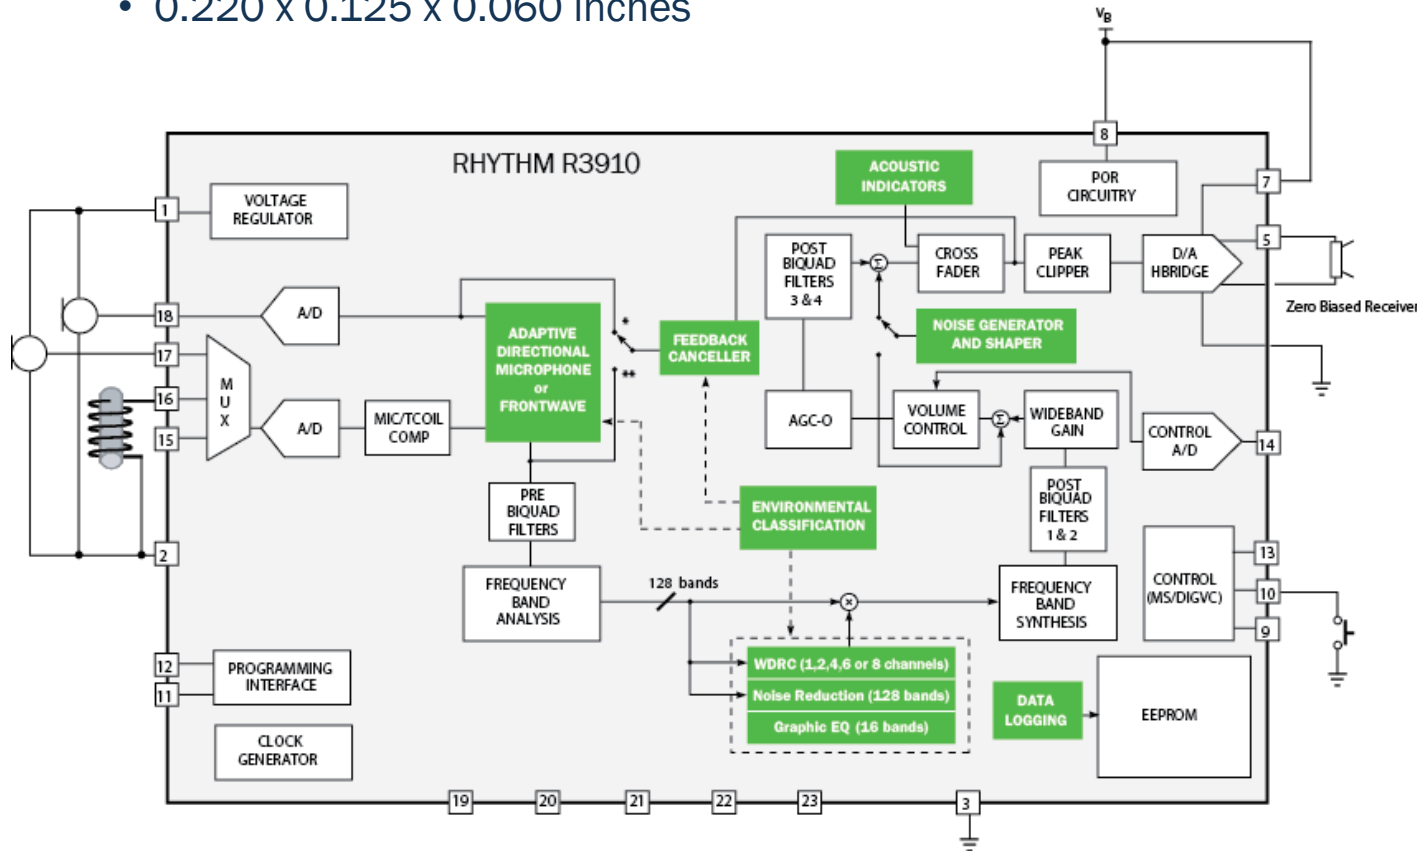 • 0.220 x 0.125 x 0.060 inches
VB
8
RHYTHM R3910
ACOUSTIC
INDICATORS
POR
CIRCUITRY
7
1
VOLTAGE
REGULATOR
5
POST
BIQUAD
FILTERS
3 & 4
Σ
CROSS
FADER
PEAK
CLIPPER
D/A
HBRIDGE
Zero Biased Receiver
18
A/D
*
**
ADAPTIVE
DIRECTIONAL
MICROPHONE
or
FRONTWAVE
FEEDBACK
CANCELLER
NOISE GENERATOR
AND SHAPER
17
16
15
M
U
X
A/D
MIC/TCOIL
COMP
AGC-O
VOLUME
CONTROL
Σ
WIDEBAND
GAIN
CONTROL
A/D
14
PRE
BIQUAD
FILTERS
ENVIRONMENTAL
CLASSIFICATION
POST
BIQUAD
FILTERS
1 & 2
2
FREQUENCY
BAND
ANALYSIS
128 bands
×
FREQUENCY
BAND
SYNTHESIS
CONTROL
(MS/DIGVC)
13
10
9
12
11
PROGRAMMING
INTERFACE
WDRC (1,2,4,6 or 8 channels)
Noise Reduction (128 bands)
Graphic EQ (16 bands)
DATA
LOGGING
EEPROM
CLOCK
GENERATOR
19
20
21
22
23
3